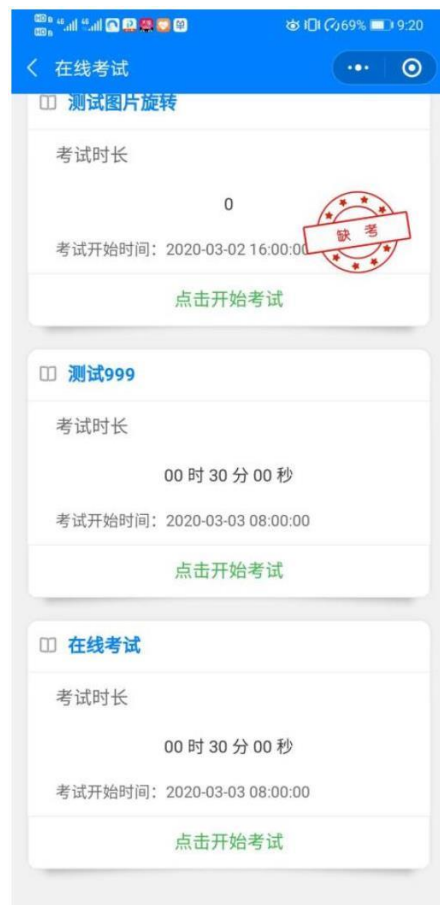 69% 9:20
在线考试
测试图片旋转
考试时长
0
缺考
考试开始时间：2020-03-02 16:00:00
点击开始考试
测试999
考试时长
00 时 30 分 00 秒
考试开始时间：2020-03-03 08:00:00
点击开始考试
在线考试
考试时长
00 时 30 分 00 秒
考试开始时间：2020-03-03 08:00:00
点击开始考试